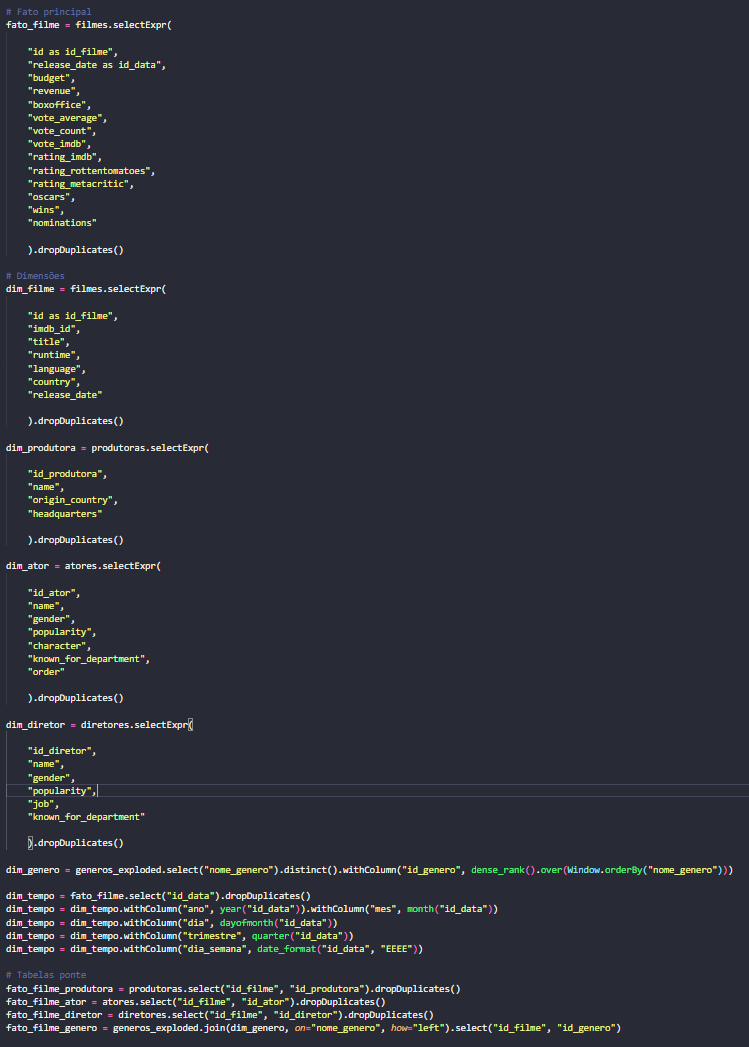 # Fato principal
fato_filme = filmes.selectExpr(
"id as id_filme",
"release_date as id_data",
"budget",
"revenue",
"boxoffice",
"vote_average",
"vote_count",
"vote_imdb",
"rating_imdb",
"rating_rottentomatoes",
"rating_metacritic",
"oscars",
"wins",
"nominations"
).dropDuplicates()
# Dimensões
dim_filme = filmes.selectExpr(
"id as id_filme",
"imdb_id",
"title",
"runtime",
"language",
"country",
"release_date"
).dropDuplicates()
dim_produtora = produtoras.selectExpr(
"id_produtora",
"name",
"origin_country",
"headquarters"
).dropDuplicates()
dim_ator = atores.selectExpr(
"id_ator",
"name",
"gender",
"popularity",
"character",
"known_for_department",
"order"
).dropDuplicates()
dim_diretor = diretores.selectExpr(
"id_diretor",
"name",
"gender",
"popularity",
"job",
"known_for_department"
).dropDuplicates()
dim_genero = generos_exploded.select("nome_genero").distinct().withColumn("id_genero", dense_rank().over(Window.orderBy("nome_genero")))
dim_tempo = fato_filme.select("id_data").dropDuplicates()
dim_tempo = dim_tempo.withColumn("ano", year("id_data")).withColumn("mes", month("id_data"))
dim_tempo = dim_tempo.withColumn("dia", dayofmonth("id_data"))
dim_tempo = dim_tempo.withColumn("trimestre", quarter("id_data"))
dim_tempo = dim_tempo.withColumn("dia_semana", date_format("id_data", "EEEE"))
# Tabelas ponte
fato_filme_produtora = produtoras.select("id_filme", "id_produtora").dropDuplicates()
fato_filme_ator = atores.select("id_filme", "id_ator").dropDuplicates()
fato_filme_diretor = diretores.select("id_filme", "id_diretor").dropDuplicates()
fato_filme_genero = generos_exploded.join(dim_genero, on="nome_genero", how="left").select("id_filme", "id_genero")